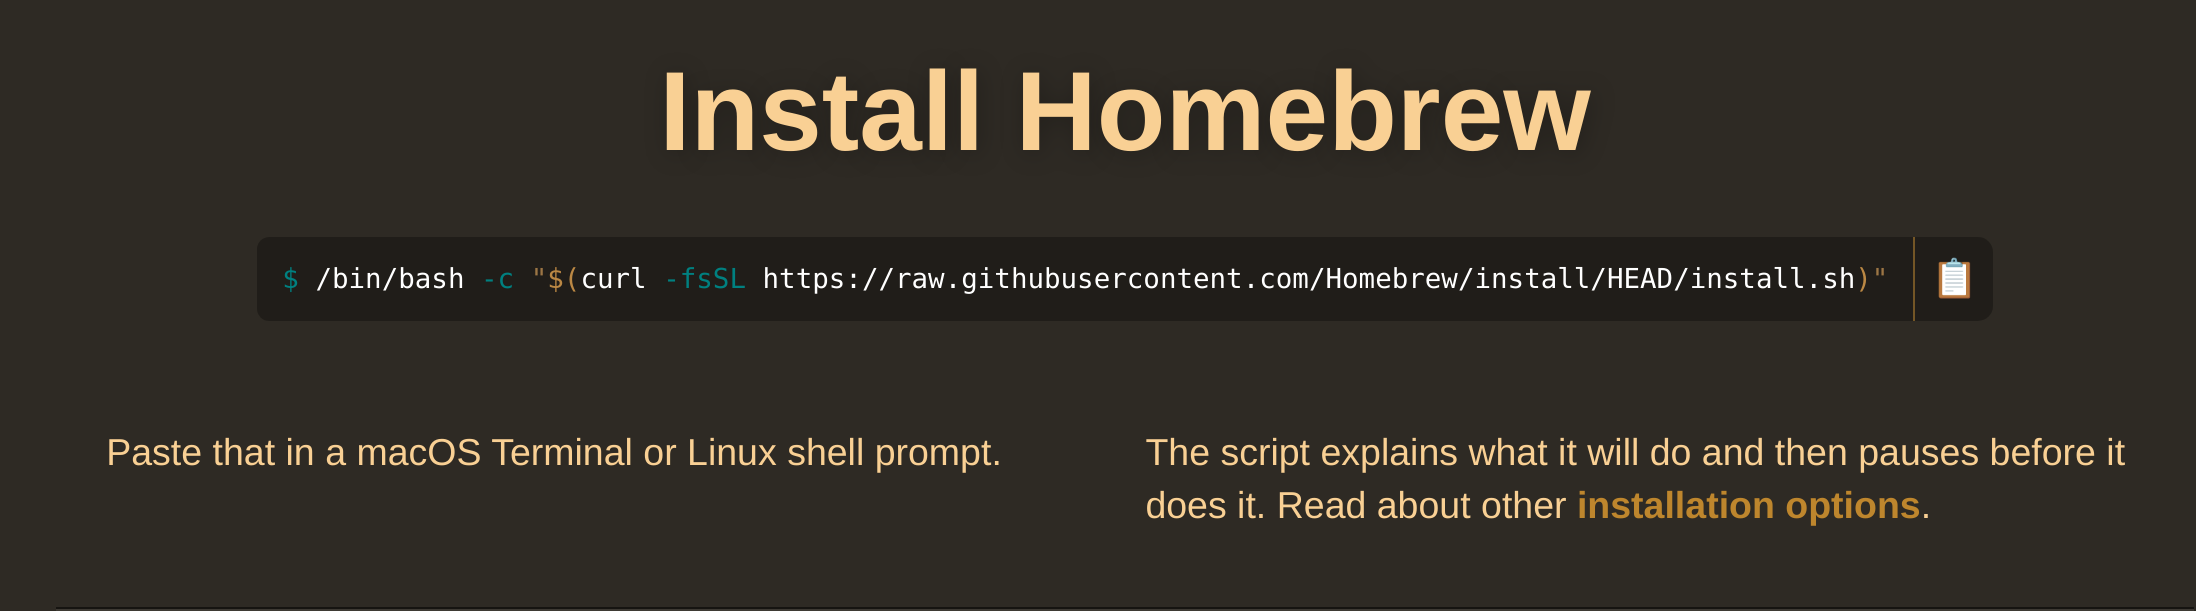 Install Homebrew
$ /bin/bash -c "$(curl -fsSL https://raw.githubusercontent.com/Homebrew/install/HEAD/install.sh)"
Paste that in a macOS Terminal or Linux shell prompt.
The script explains what it will do and then pauses before it
does it. Read about other installation options.